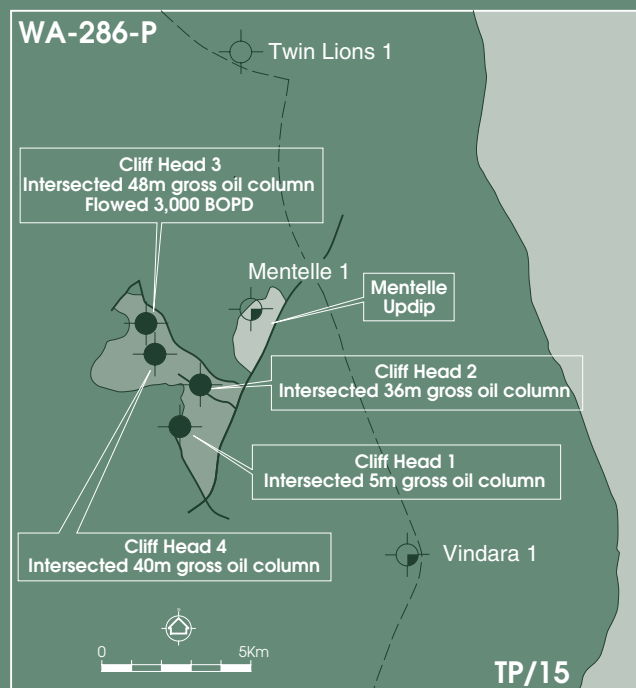 WA-286-P
Twin Lions 1
Cliff Head 3
Intersected 48m gross oil column
Flowed 3,000 BOPD
Mentelle 1
Mentelle
Updip
Cliff Head 2
Intersected 36m gross oil column
Cliff Head 1
Intersected 5m gross oil column
Cliff Head 4
Intersected 40m gross oil column
Vindara 1
0 5Km
TP/15